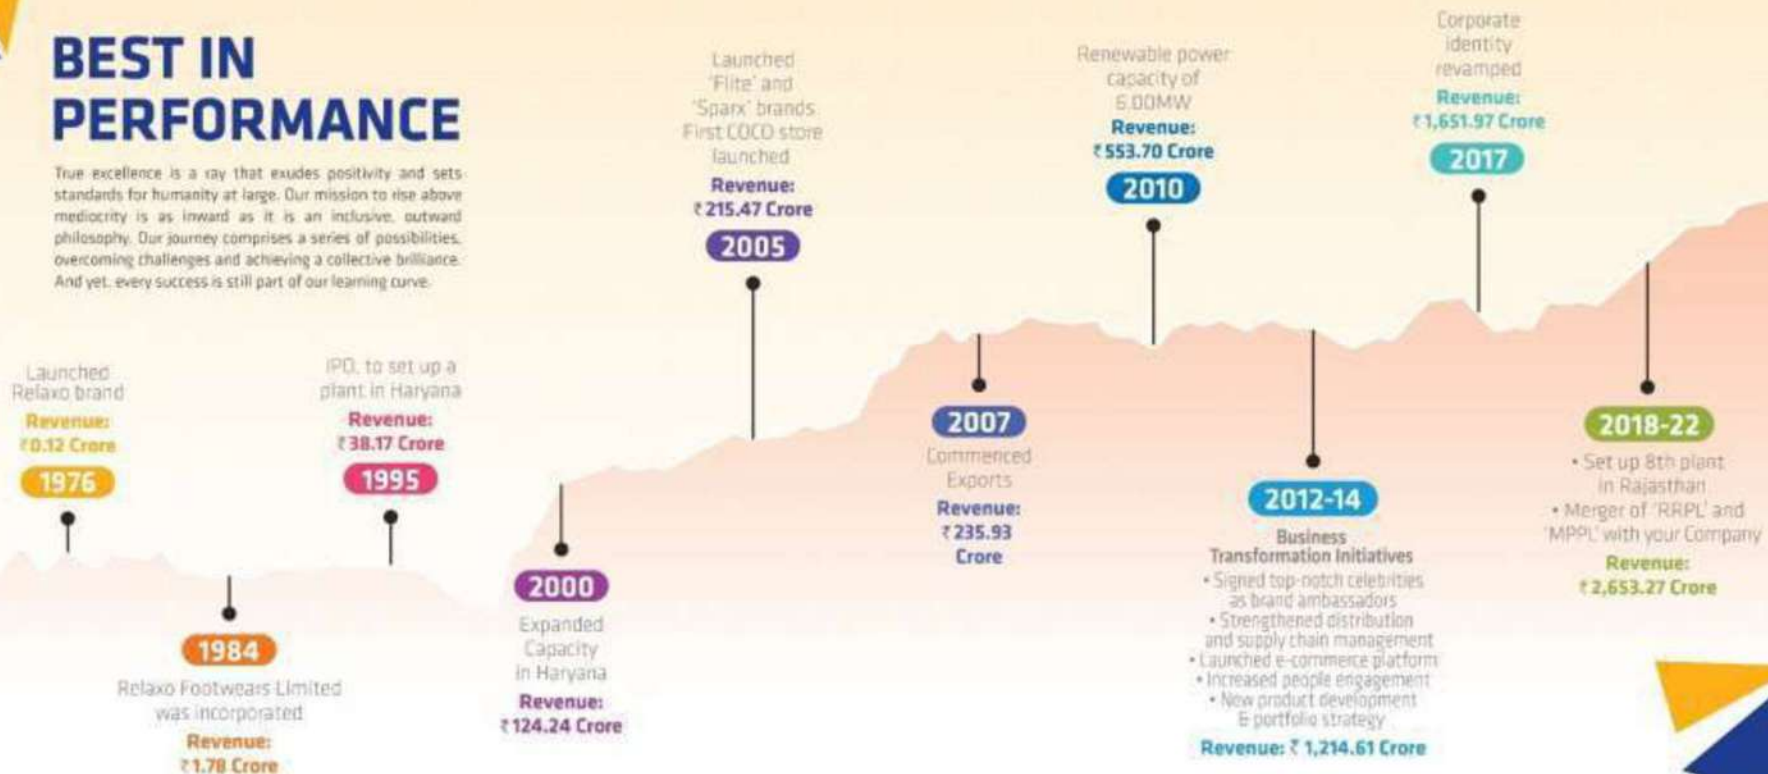 BEST IN
PERFORMANCE
True excellence is a ray that exudes positivity and sets
standards for humanity at large. Our mission to rise above
mediocrity is as inward as it is an inclusive, outward
philosophy. Our journey comprises a series of possibilities,
overcoming challenges and achieving a collective brilliance.
And yet, every success is still part of our learning curve.
Launched
Relaxo brand
Revenue:
₹0.12 Crore
1976
1984
Relaxo Footwears Limited
was incorporated
Revenue:
₹1.78 Crore
IPO, to set up a
plant in Haryana
Revenue:
₹38.17 Crore
1995
2000
Expanded
Capacity
in Haryana
Revenue:
₹124.24 Crore
Launched
'Flite' and
'Sparx' brands
First COCO store
launched
Revenue:
₹215.47 Crore
2005
2007
Commenced
Exports
Revenue:
₹235.93
Crore
Renewable power
capacity of
6.00MW
Revenue:
₹553.70 Crore
2010
2012-14
Business
Transformation Initiatives
• Signed top-notch celebrities
as brand ambassadors
• Strengthened distribution
and supply chain management
• Launched e-commerce platform
• Increased people engagement
• New product development
& portfolio strategy
Revenue: ₹ 1,214.61 Crore
Corporate
identity
revamped
Revenue:
₹1,651.97 Crore
2017
2018-22
• Set up 8th plant
in Rajasthan
• Merger of 'RRPL' and
'MPPL' with your Company
Revenue:
₹2,653.27 Crore